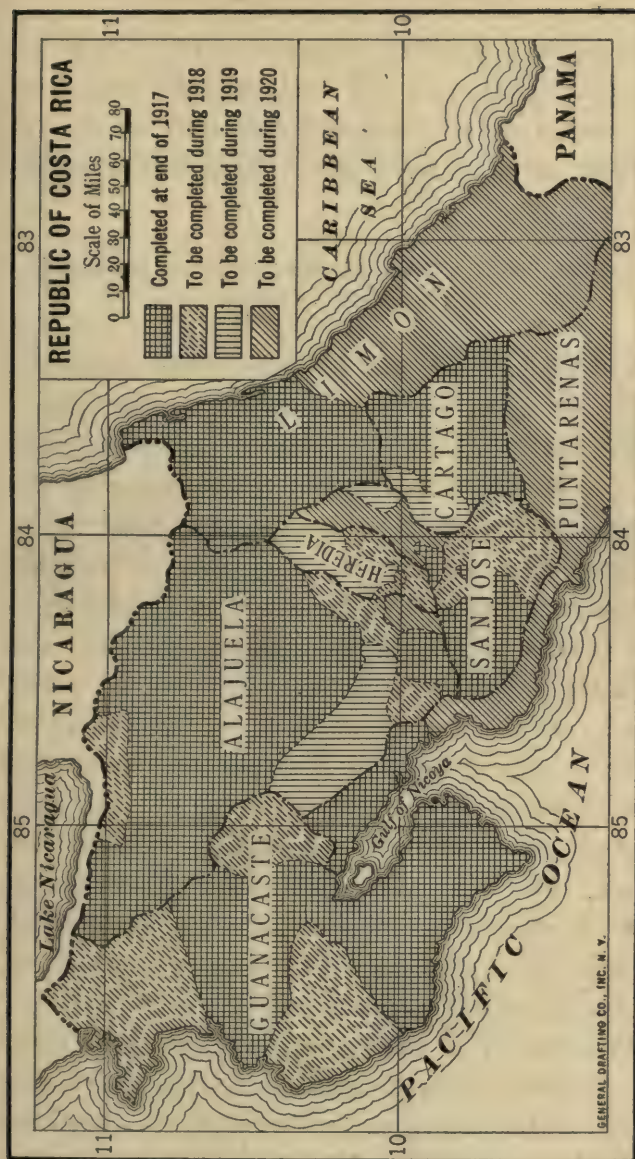 REPUBLIC OF COSTA RICA
Scale of Miles
0 10 20 30 40 50 60 70 80
Completed at end of 1917
To be completed during 1918
To be completed during 1919
To be completed during 1920
85
84
83
11
11
10
10
NICARAGUA
Lake Nicaragua
CARIBBEAN
SEA
ALAJUELA
GUANACASTE
HEREDIA
LIMON
Gulf of Nicoya
CARTAGO
SAN JOSE
PUNTARENAS
PANAMA
PACIFIC OCEAN
GENERAL DRAFTING CO., INC. N. Y.